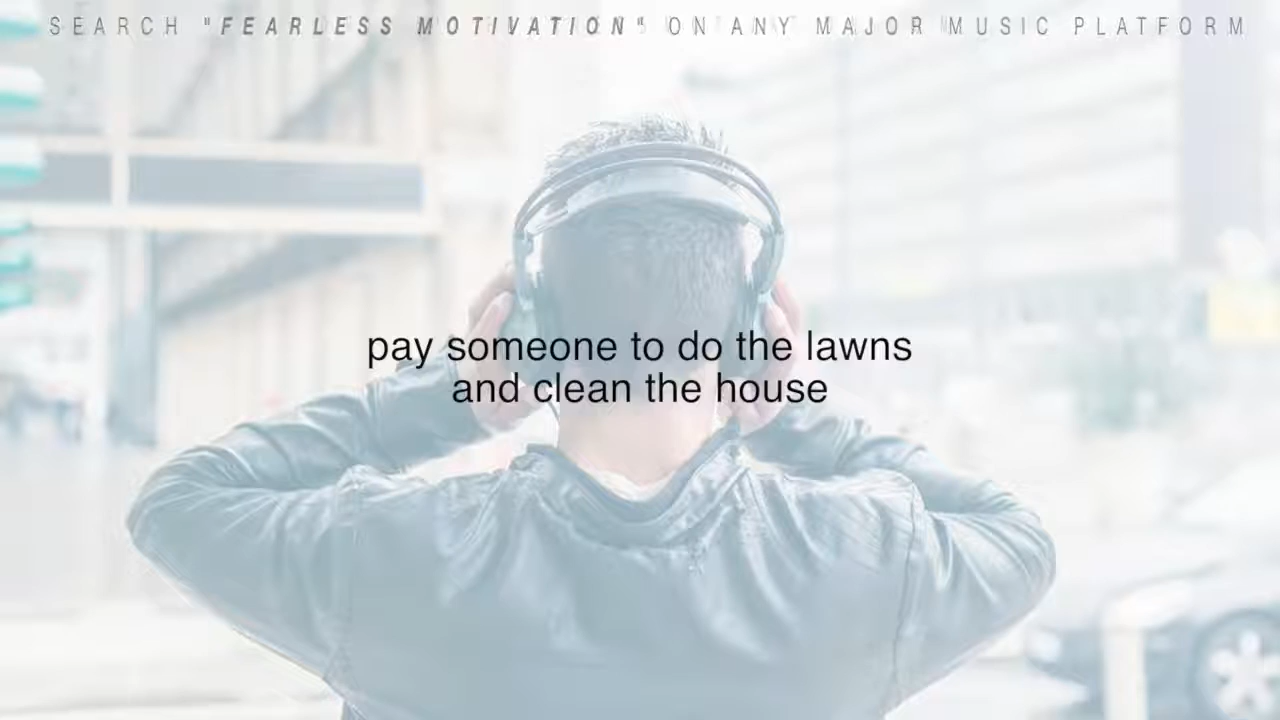 SEARCH "FEARLESS MOTIVATION" ON ANY MAJOR MUSIC PLATFORM
pay someone to do the lawns
and clean the house